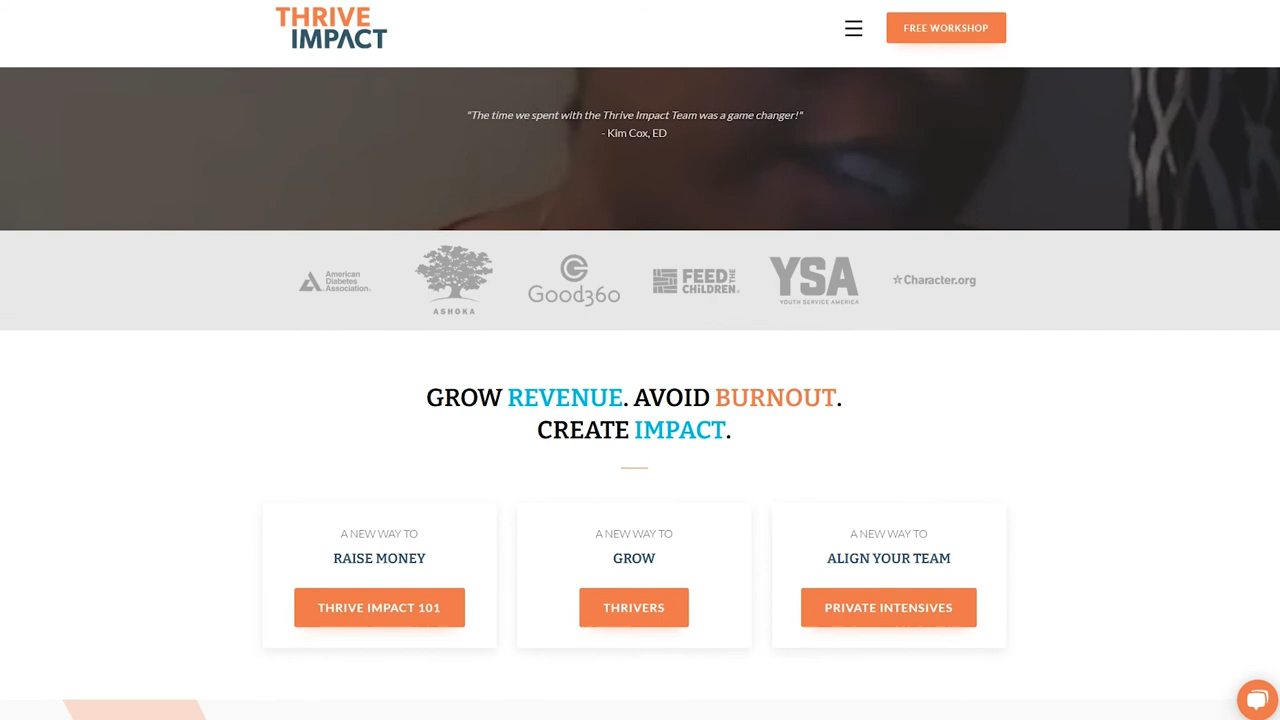 THRIVE
IMPACT
FREE WORKSHOP
"The time we spent with the Thrive Impact Team was a game changer!"
- Kim Cox, ED
American
Diabetes
Association.
ASHOKA
Good360
FEED THE
CHILDREN
YSA
YOUTH SERVICE AMERICA
Character.org
GROW REVENUE. AVOID BURNOUT.
CREATE IMPACT.
A NEW WAY TO
RAISE MONEY
THRIVE IMPACT 101
A NEW WAY TO
GROW
THRIVERS
A NEW WAY TO
ALIGN YOUR TEAM
PRIVATE INTENSIVES